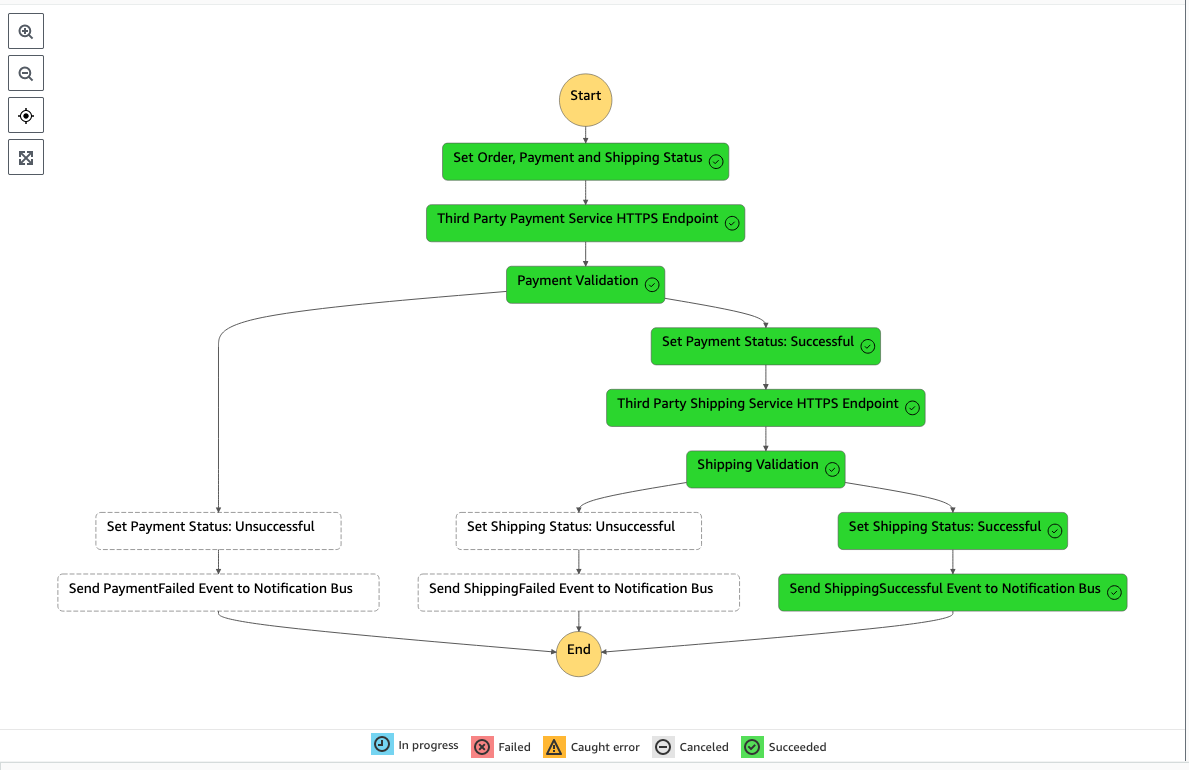 Start
Set Order, Payment and Shipping Status
Third Party Payment Service HTTPS Endpoint
Payment Validation
Set Payment Status: Successful
Third Party Shipping Service HTTPS Endpoint
Shipping Validation
Set Payment Status: Unsuccessful
Set Shipping Status: Unsuccessful
Set Shipping Status: Successful
Send PaymentFailed Event to Notification Bus
Send ShippingFailed Event to Notification Bus
Send ShippingSuccessful Event to Notification Bus
End
In progress
Failed
Caught error
Canceled
Succeeded